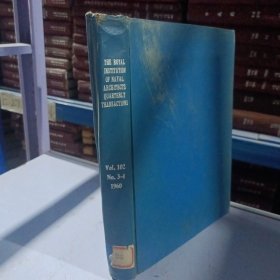 THE ROYAL
INSTITUTION
OF NAVAL
ARCHITECTS
QUARTERLY
TRANSACTIONS
Vol. 102
No. 3-4
1960